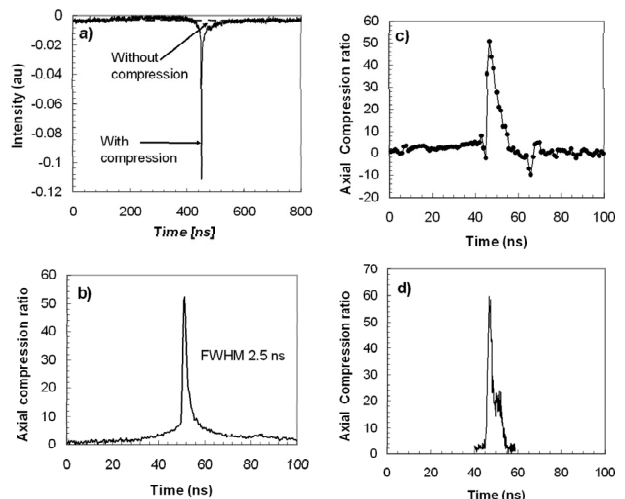 a)
0
-0.02
-0.04
-0.06
-0.08
-0.1
-0.12
Intensity (au)
Without
compression
With
compression
0 200 400 600 800
Time [ns]
c)
60
50
40
30
20
10
0
-10
-20
Axial Compression ratio
0 20 40 60 80 100
Time (ns)
b)
60
50
40
30
20
10
0
Axial compression ratio
FWHM 2.5 ns
0 20 40 60 80 100
Time (ns)
d)
70
60
50
40
30
20
10
0
Axial Compression ratio
0 20 40 60 80 100
Time (ns)